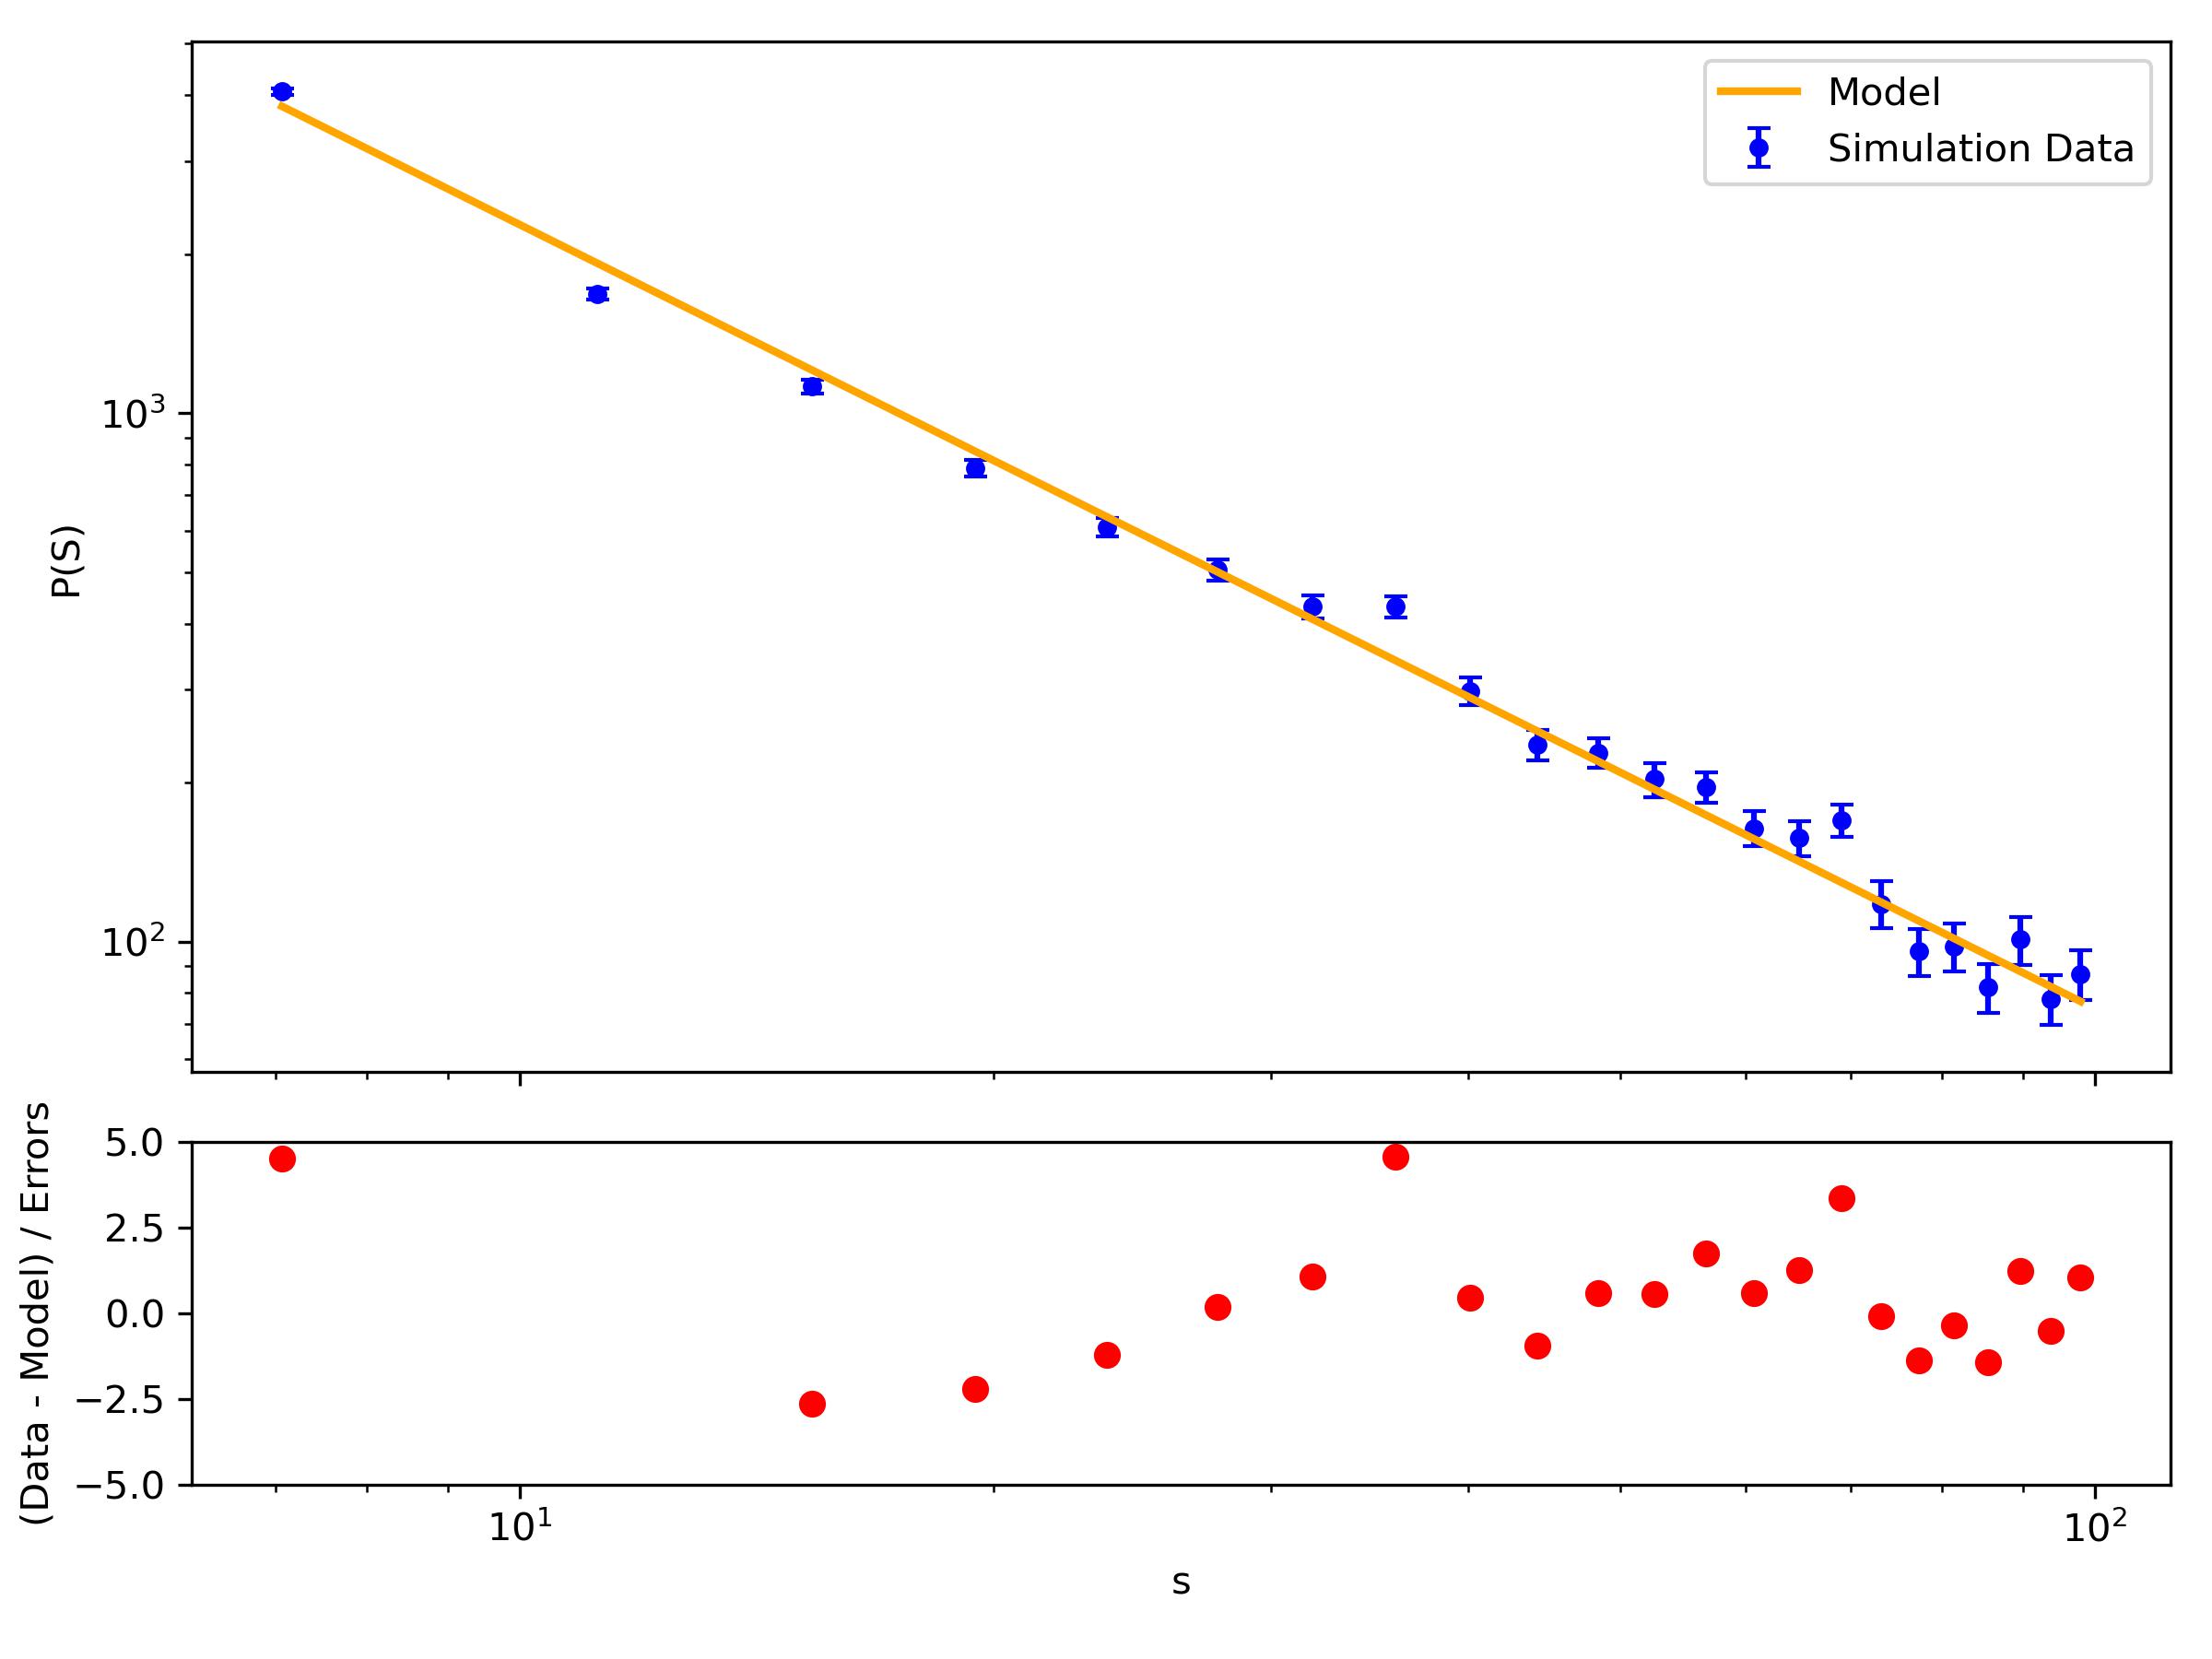 Model
Simulation Data
10³
10²
P(S)
5.0
2.5
0.0
−2.5
−5.0
(Data - Model) / Errors
10¹
10²
s